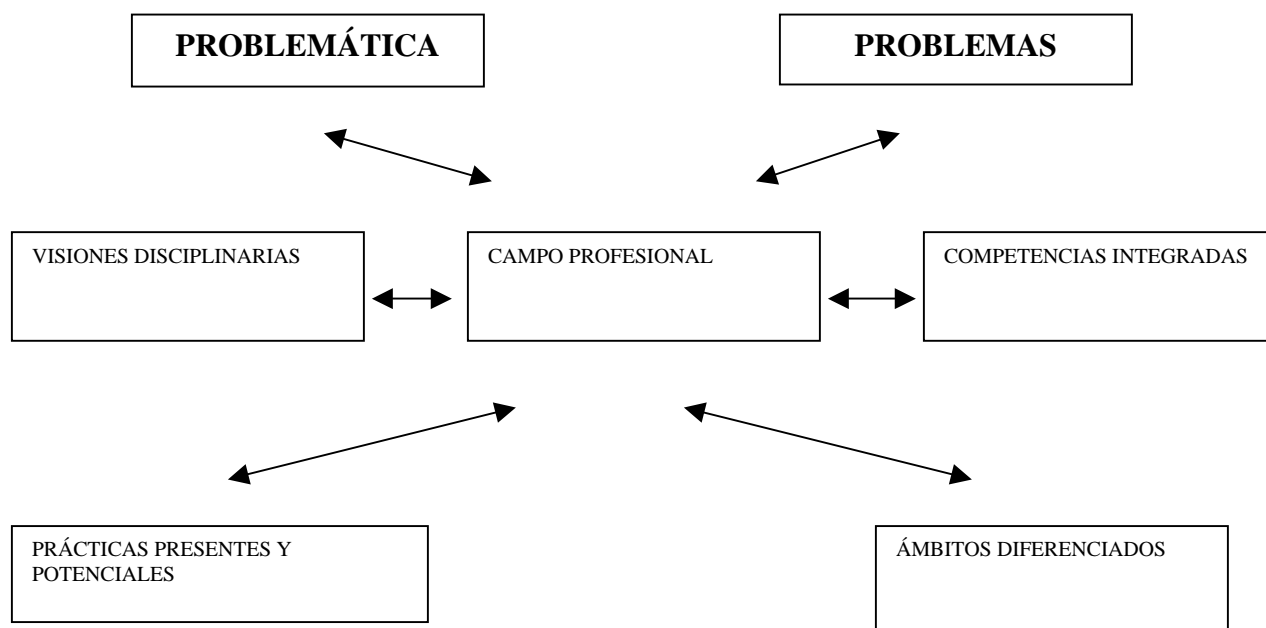 PROBLEMÁTICA
PROBLEMAS
VISIONES DISCIPLINARIAS
CAMPO PROFESIONAL
COMPETENCIAS INTEGRADAS
PRÁCTICAS PRESENTES Y
POTENCIALES
ÁMBITOS DIFERENCIADOS